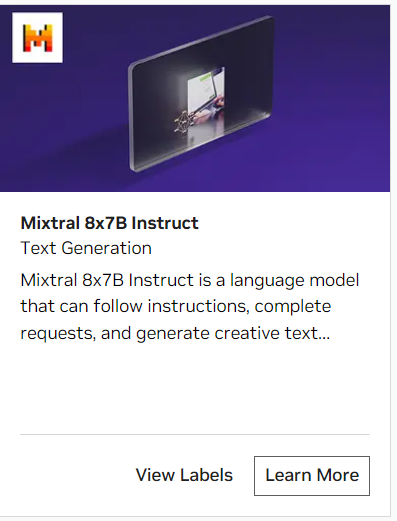 Mixtral 8x7B Instruct
Text Generation
Mixtral 8x7B Instruct is a language model
that can follow instructions, complete
requests, and generate creative text...
View Labels
Learn More